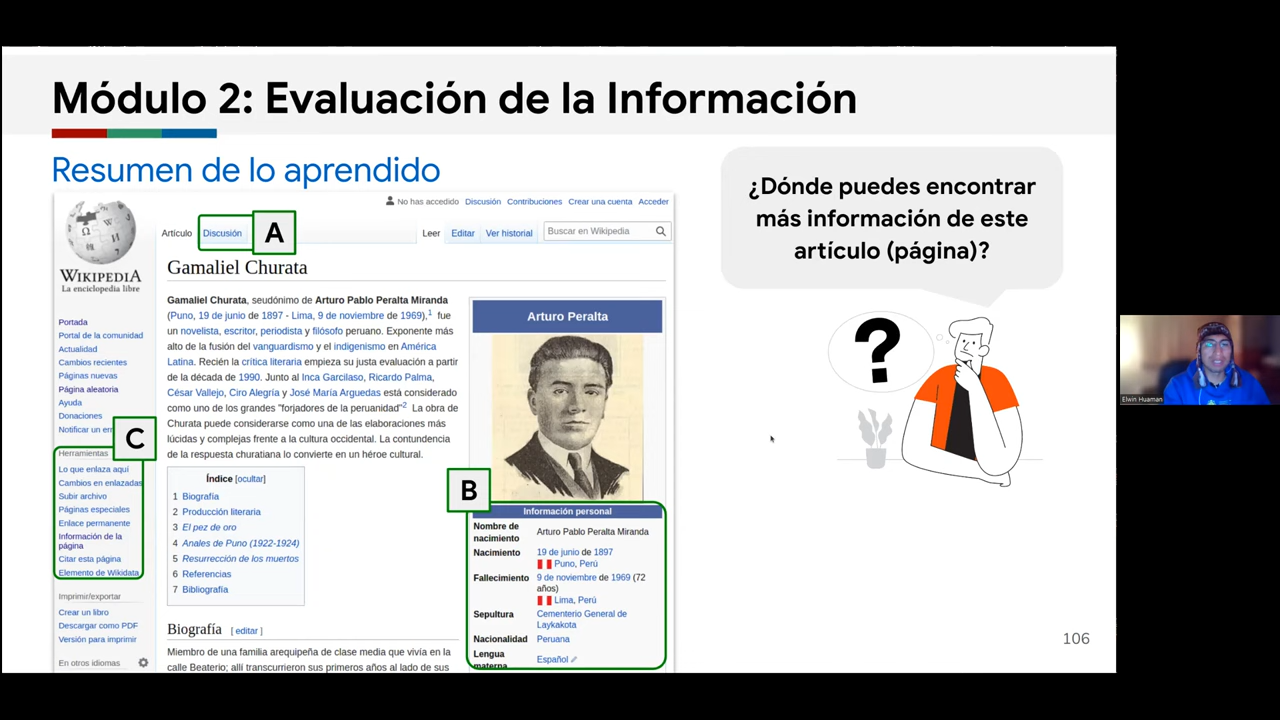 Módulo 2: Evaluación de la Información
Resumen de lo aprendido
¿Dónde puedes encontrar
más información de este
artículo (página)?
No has accedido Discusión Contribuciones Crear una cuenta Acceder
Artículo Discusión A Leer Editar Ver historial Buscar en Wikipedia
WIKIPEDIA
La enciclopedia libre
Portada
Portal de la comunidad
Actualidad
Cambios recientes
Páginas nuevas
Página aleatoria
Ayuda
Donaciones
Notificar un
C
Herramientas
Lo que enlaza aquí
Cambios en enlazadas
Subir archivo
Páginas especiales
Enlace permanente
Información de la
página
Citar esta página
Elemento de Wikidata
Imprimir/exportar
Crear un libro
Descargar como PDF
Versión para imprimir
En otros idiomas
Gamaliel Churata
Gamaliel Churata, seudónimo de Arturo Pablo Peralta Miranda
(Puno, 19 de junio de 1897 - Lima, 9 de noviembre de 1969),1 fue
un novelista, escritor, periodista y filósofo peruano. Exponente más
alto de la fusión del vanguardismo y el indigenismo en América
Latina. Recién la crítica literaria empieza su justa evaluación a partir
de la década de 1990. Junto al Inca Garcilaso, Ricardo Palma,
César Vallejo, Ciro Alegría y José María Arguedas está considerado
como uno de los grandes "forjadores de la peruanidad"2 La obra de
Churata puede considerarse como una de las elaboraciones más
lúcidas y complejas frente a la cultura occidental. La contundencia
de la respuesta churatiana lo convierte en un héroe cultural.
Índice [ocultar]
1 Biografía
2 Producción literaria
3 El pez de oro
4 Anales de Puno (1922-1924)
5 Resurrección de los muertos
6 Referencias
7 Bibliografía
Biografía [ editar ]
Miembro de una familia arequipeña de clase media que vivía en la
calle Beaterio; allí transcurrieron sus primeros años al lado de sus
Arturo Peralta
B
Información personal
Nombre de nacimiento Arturo Pablo Peralta Miranda
Nacimiento 19 de junio de 1897
Puno, Perú
Fallecimiento 9 de noviembre de 1969 (72
años)
Lima, Perú
Sepultura Cementerio General de
Laykakota
Nacionalidad Peruana
Lengua materna Español
?
106
Elwin Huaman